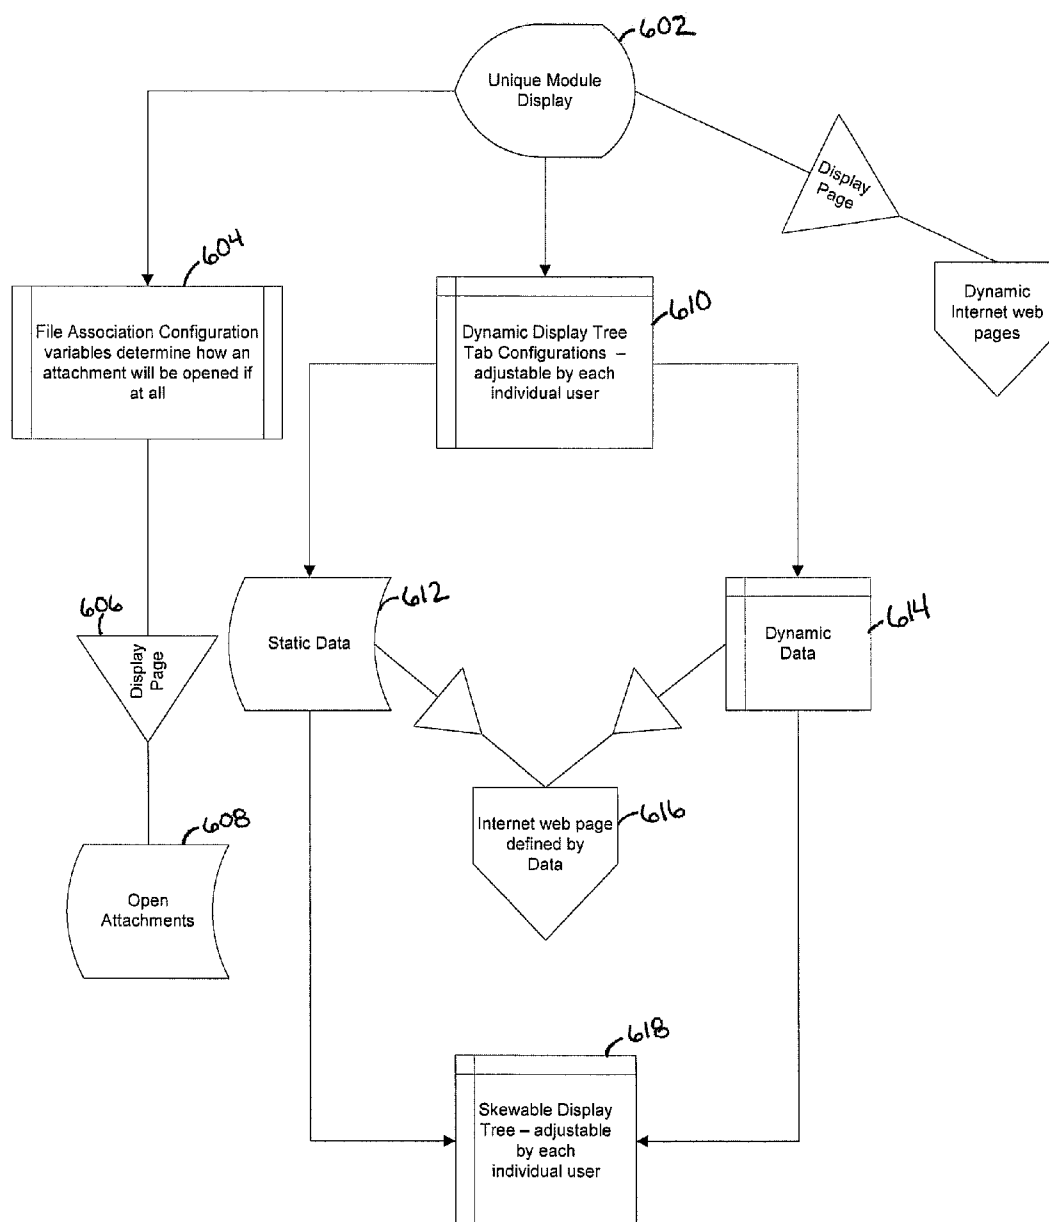 602
Unique Module
Display
Display
Page
604
File Association Configuration
variables determine how an
attachment will be opened if
at all
610
Dynamic Display Tree
Tab Configurations –
adjustable by each
individual user
Dynamic
Internet web
pages
606
Display
Page
612
Static Data
614
Dynamic
Data
608
Open
Attachments
616
Internet web page
defined by
Data
618
Skewable Display
Tree – adjustable
by each
individual user